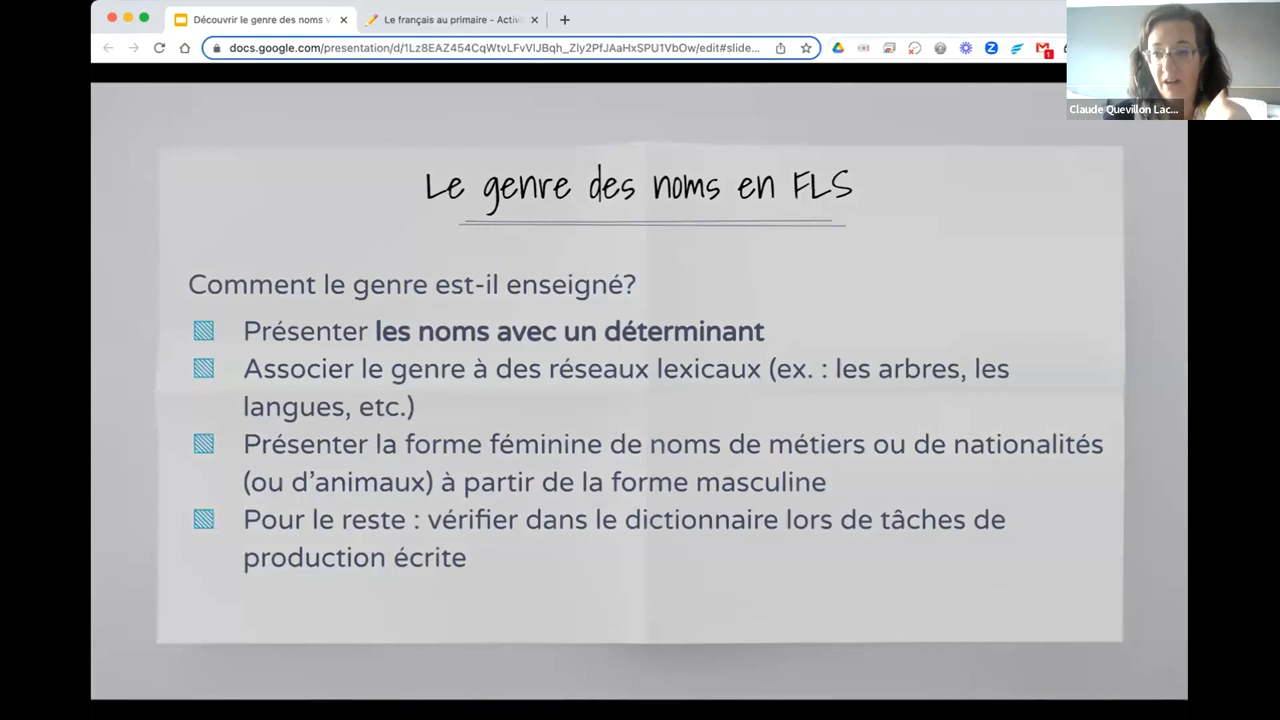 Découvrir le genre des noms
Le français au primaire - Activ
docs.google.com/presentation/d/1Lz8EAZ454CqWtvLFvVIJBqh_Zly2PfJAaHxSPU1VbOw/edit#slide...
Claude Quevillon Lac...
Le genre des noms en FLS
Comment le genre est-il enseigné?
Présenter les noms avec un déterminant
Associer le genre à des réseaux lexicaux (ex. : les arbres, les
langues, etc.)
Présenter la forme féminine de noms de métiers ou de nationalités
(ou d’animaux) à partir de la forme masculine
Pour le reste : vérifier dans le dictionnaire lors de tâches de
production écrite